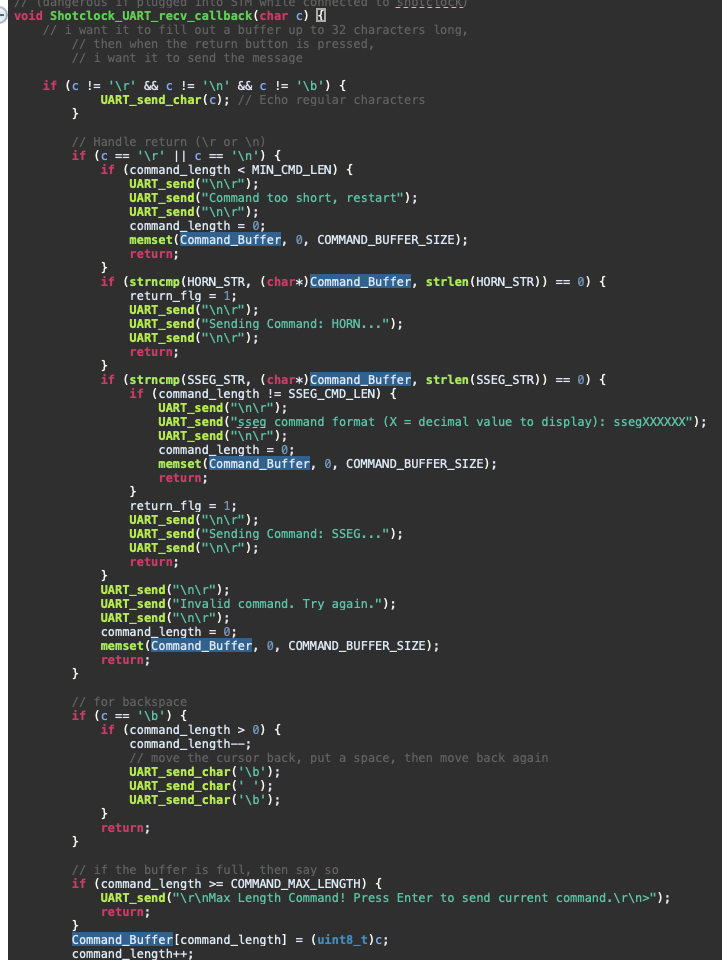 // (dangerous if plugged into STM while connected to shotclock)
void Shotclock_UART_recv_callback(char c) {
    // i want it to fill out a buffer up to 32 characters long,
        // then when the return button is pressed,
        // i want it to send the message

    if (c != '\r' && c != '\n' && c != '\b') {
            UART_send_char(c); // Echo regular characters
        }

        // Handle return (\r or \n)
        if (c == '\r' || c == '\n') {
            if (command_length < MIN_CMD_LEN) {
                UART_send("\n\r");
                UART_send("Command too short, restart");
                UART_send("\n\r");
                command_length = 0;
                memset(Command_Buffer, 0, COMMAND_BUFFER_SIZE);
                return;
            }
            if (strncmp(HORN_STR, (char*)Command_Buffer, strlen(HORN_STR)) == 0) {
                return_flg = 1;
                UART_send("\n\r");
                UART_send("Sending Command: HORN...");
                UART_send("\n\r");
                return;
            }
            if (strncmp(SSEG_STR, (char*)Command_Buffer, strlen(SSEG_STR)) == 0) {
                if (command_length != SSEG_CMD_LEN) {
                    UART_send("\n\r");
                    UART_send("sseg command format (X = decimal value to display): ssegXXXXXX");
                    UART_send("\n\r");
                    command_length = 0;
                    memset(Command_Buffer, 0, COMMAND_BUFFER_SIZE);
                    return;
                }
                return_flg = 1;
                UART_send("\n\r");
                UART_send("Sending Command: SSEG...");
                UART_send("\n\r");
                return;
            }
            UART_send("\n\r");
            UART_send("Invalid command. Try again.");
            UART_send("\n\r");
            command_length = 0;
            memset(Command_Buffer, 0, COMMAND_BUFFER_SIZE);
            return;
        }

        // for backspace
        if (c == '\b') {
            if (command_length > 0) {
                command_length--;
                // move the cursor back, put a space, then move back again
                UART_send_char('\b');
                UART_send_char(' ');
                UART_send_char('\b');
            }
            return;
        }

        // if the buffer is full, then say so
        if (command_length >= COMMAND_MAX_LENGTH) {
            UART_send("\r\nMax Length Command! Press Enter to send current command.\r\n>");
            return;
        }
        Command_Buffer[command_length] = (uint8_t)c;
        command_length++;